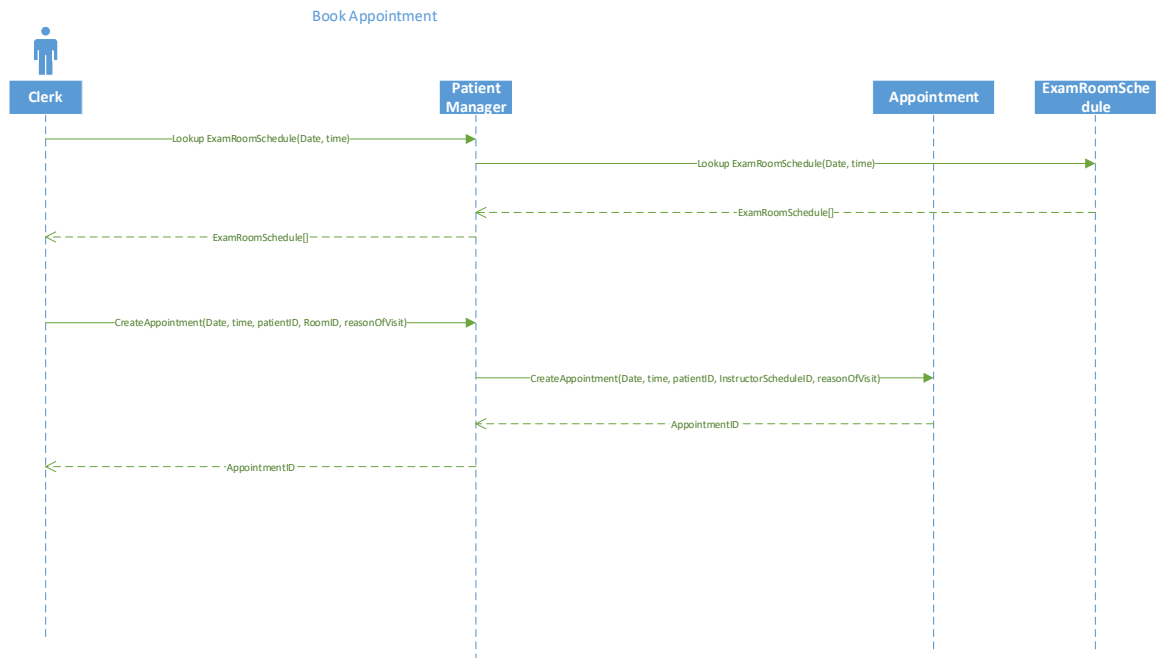 Book Appointment
Clerk
Patient
Manager
Appointment
ExamRoomSche
dule
Lookup ExamRoomSchedule(Date, time)
Lookup ExamRoomSchedule(Date, time)
ExamRoomSchedule[]
ExamRoomSchedule[]
CreateAppointment(Date, time, patientID, RoomID, reasonOfVisit)
CreateAppointment(Date, time, patientID, InstructorScheduleID, reasonOfVisit)
AppointmentID
AppointmentID